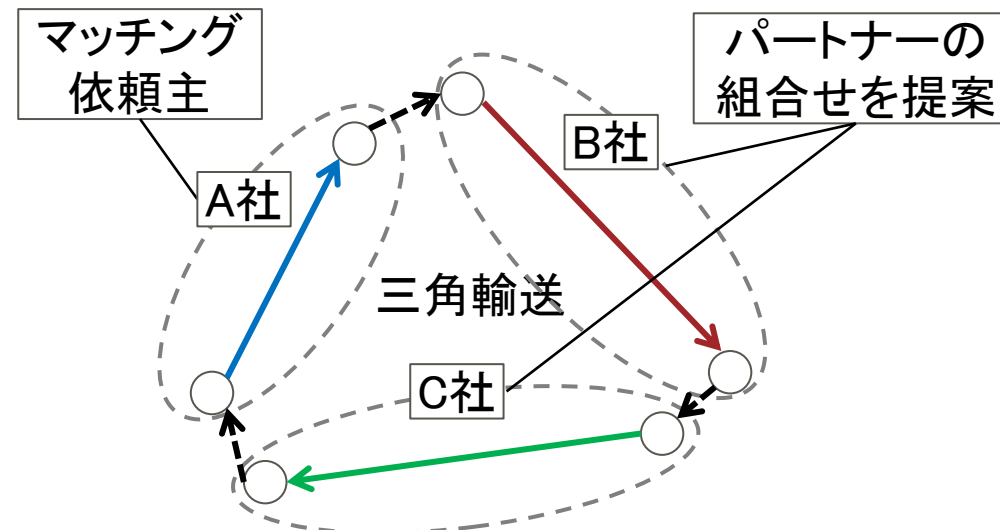 マッチング
依頼主
パートナーの
組合せを提案
B社
A社
三角輸送
C社